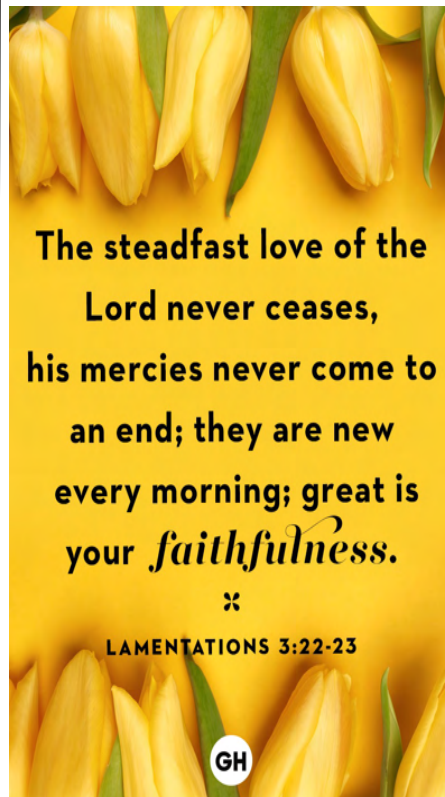 The steadfast love of the
Lord never ceases,
his mercies never come to
an end; they are new
every morning; great is
your faithfulness.
LAMENTATIONS 3:22-23
GH